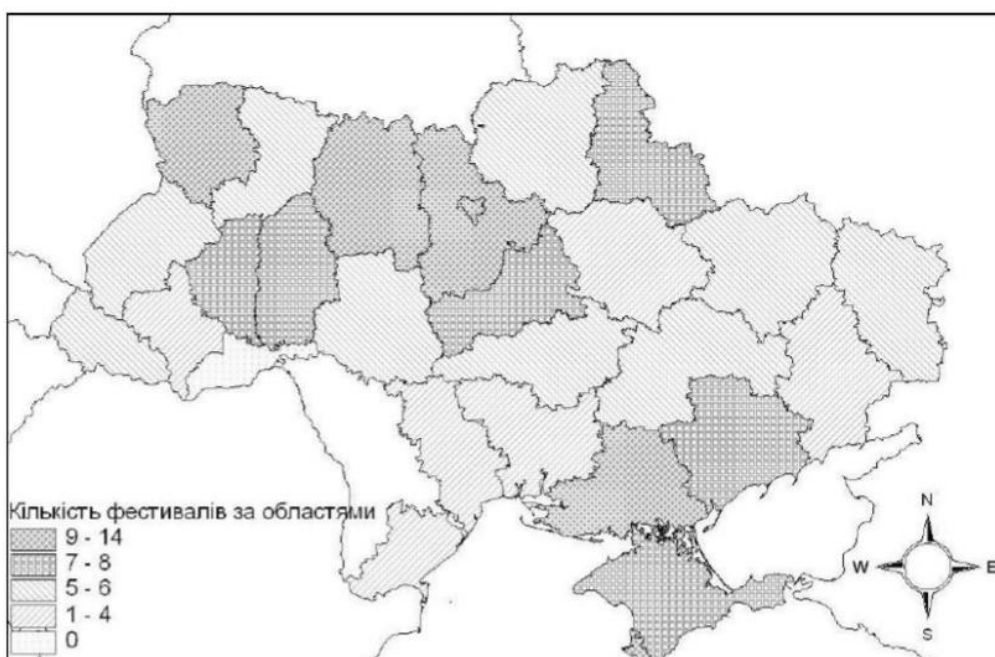 Кількість фестивалів за областями
9 - 14
7 - 8
5 - 6
1 - 4
0
N
W E
S